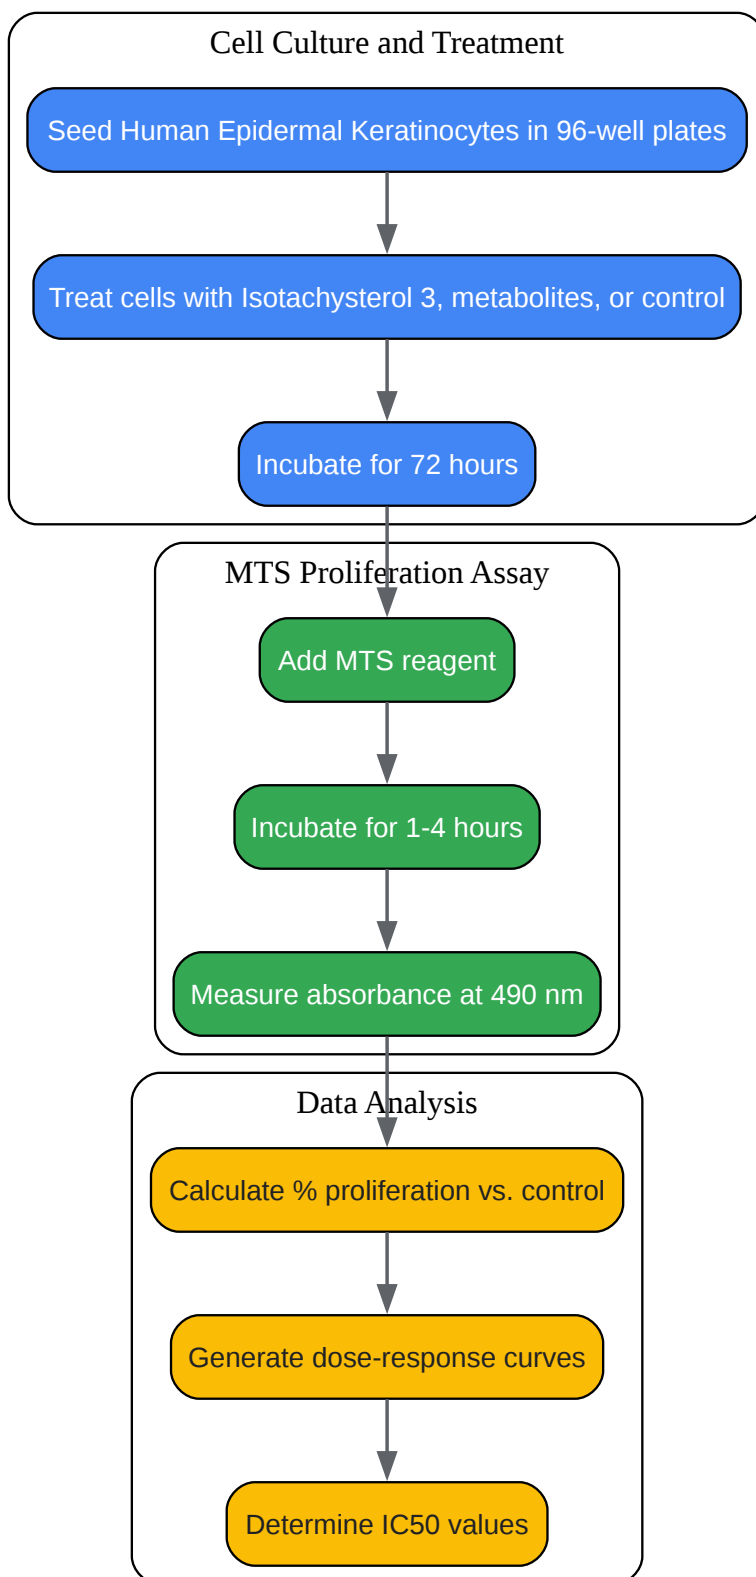 Cell Culture and Treatment
Seed Human Epidermal Keratinocytes in 96-well plates
Treat cells with Isotachysterol 3, metabolites, or control
Incubate for 72 hours
MTS Proliferation Assay
Add MTS reagent
Incubate for 1-4 hours
Measure absorbance at 490 nm
Data Analysis
Calculate % proliferation vs. control
Generate dose-response curves
Determine IC50 values